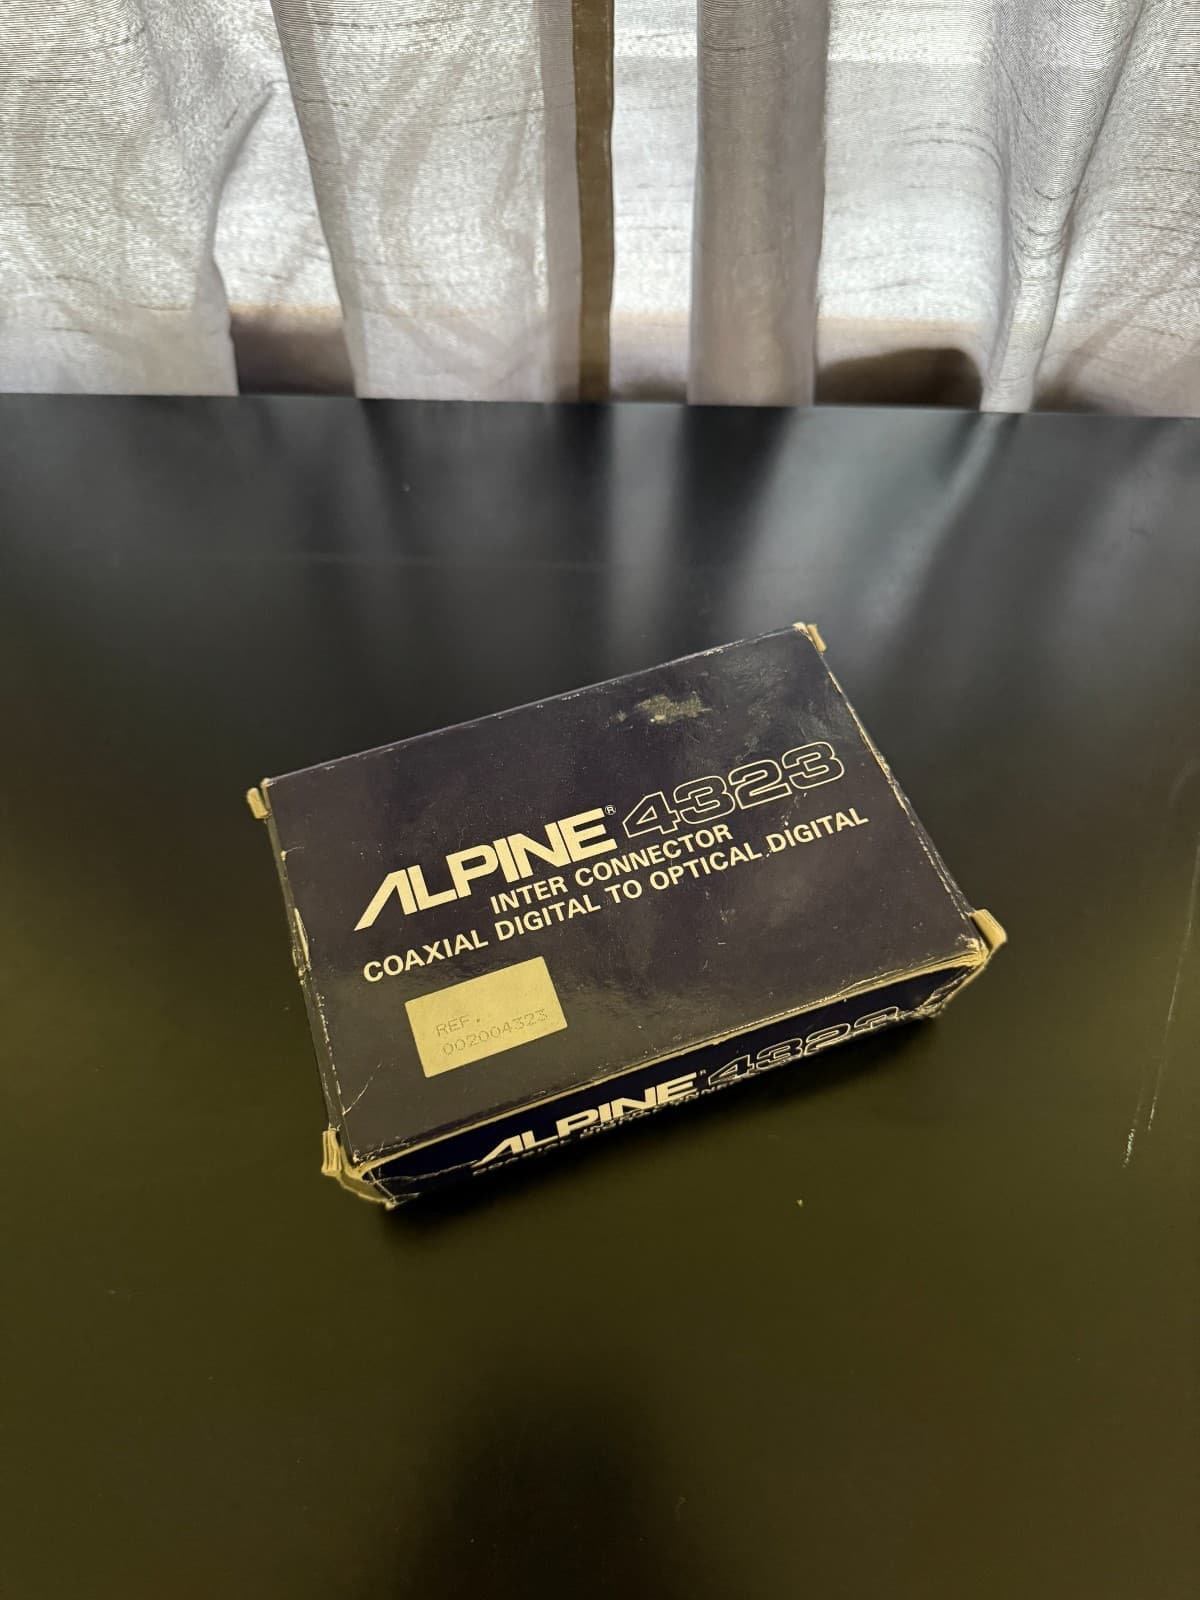 ALPINE® 4323
INTER CONNECTOR
COAXIAL DIGITAL TO OPTICAL DIGITAL
REF.
002004323
ALPINE® 4323